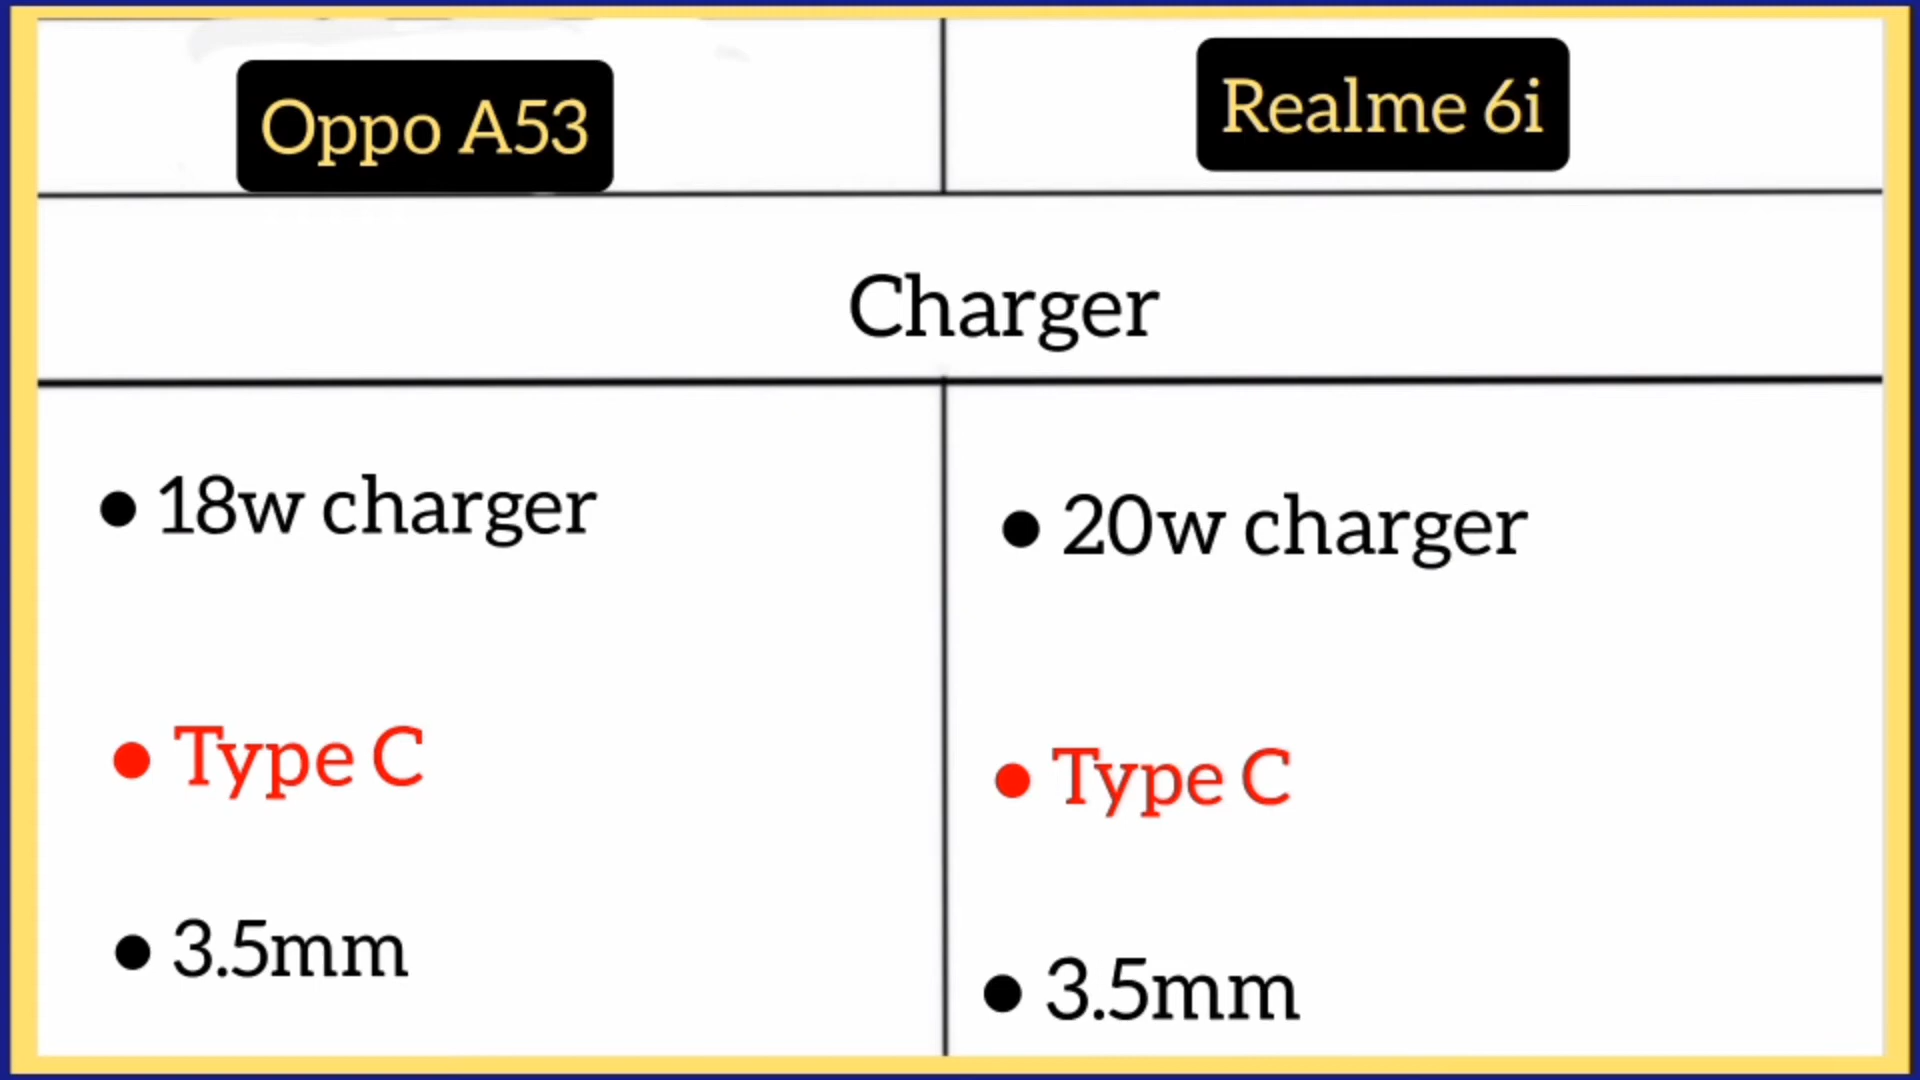 Oppo A53
Realme 6i
Charger
● 18w charger
● 20w charger
● Type C
● Type C
● 3.5mm
● 3.5mm